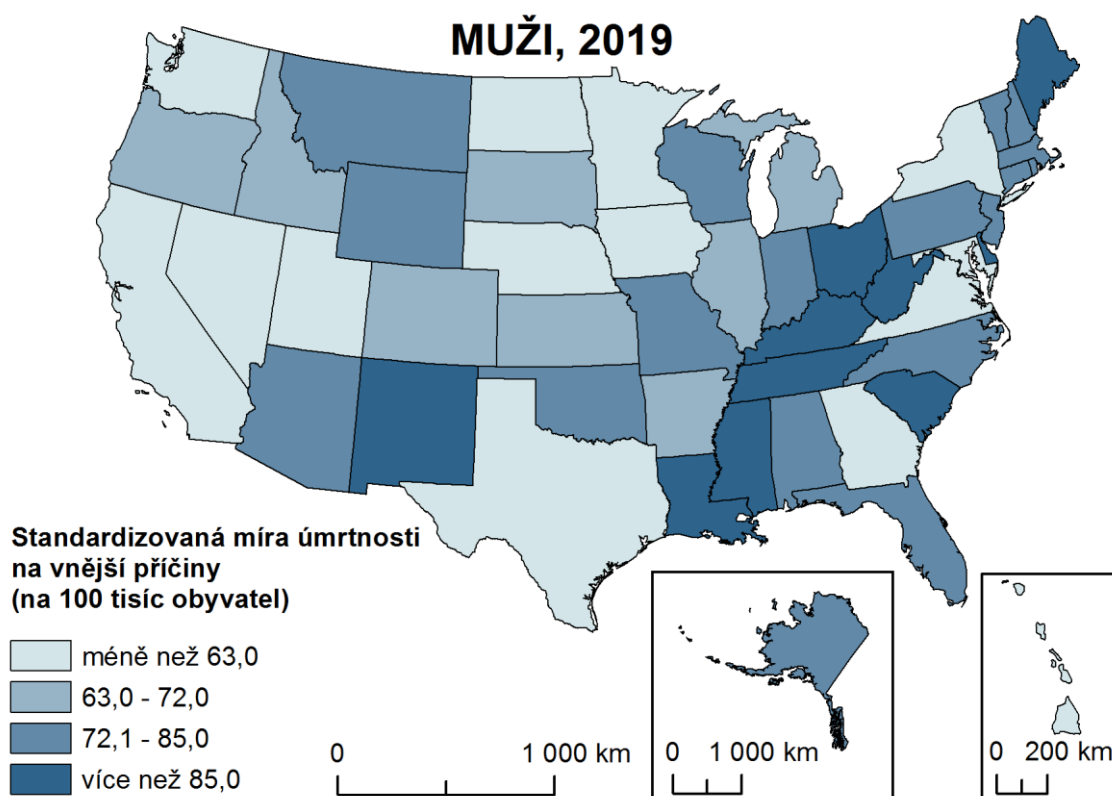 MUŽI, 2019
Standardizovaná míra úmrtnosti
na vnější příčiny
(na 100 tisíc obyvatel)
méně než 63,0
63,0 - 72,0
72,1 - 85,0
více než 85,0
0 1 000 km
0 1 000 km
0 200 km